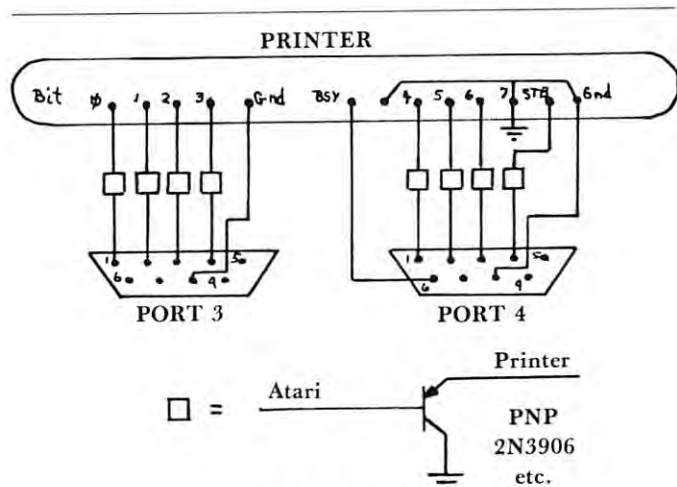 PRINTER
Bit 0 1 2 3 Gnd BSY 4 5 6 7 STB Gnd
1 5 1 5
6 9 6 9
PORT 3 PORT 4
Printer
Atari
= PNP
2N3906
etc.